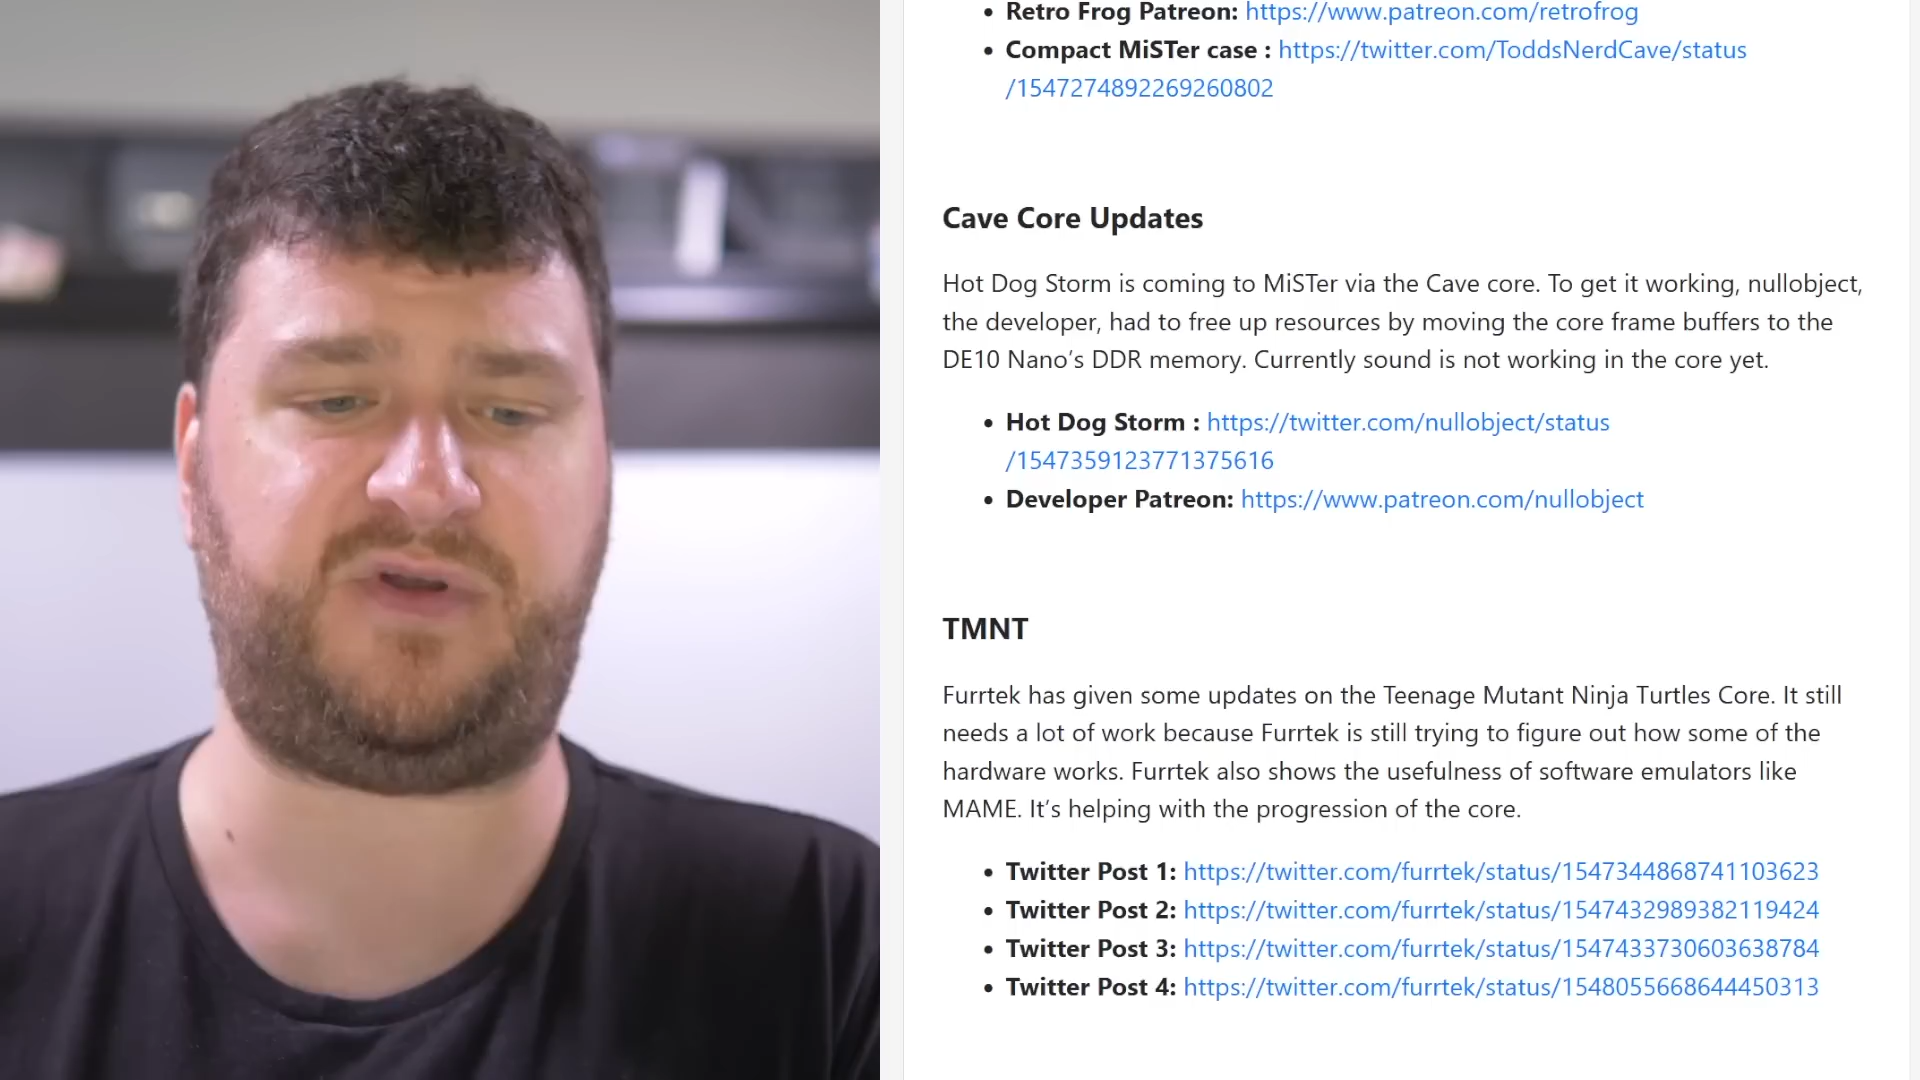 Retro Frog Patreon: https://www.patreon.com/retrofrog
Compact MiSTer case : https://twitter.com/ToddsNerdCave/status
/1547274892269260802
Cave Core Updates
Hot Dog Storm is coming to MiSTer via the Cave core. To get it working, nullobject,
the developer, had to free up resources by moving the core frame buffers to the
DE10 Nano’s DDR memory. Currently sound is not working in the core yet.
Hot Dog Storm : https://twitter.com/nullobject/status
/1547359123771375616
Developer Patreon: https://www.patreon.com/nullobject
TMNT
Furrtek has given some updates on the Teenage Mutant Ninja Turtles Core. It still
needs a lot of work because Furrtek is still trying to figure out how some of the
hardware works. Furrtek also shows the usefulness of software emulators like
MAME. It’s helping with the progression of the core.
Twitter Post 1: https://twitter.com/furrtek/status/1547344868741103623
Twitter Post 2: https://twitter.com/furrtek/status/1547432989382119424
Twitter Post 3: https://twitter.com/furrtek/status/1547433730603638784
Twitter Post 4: https://twitter.com/furrtek/status/1548055668644450313